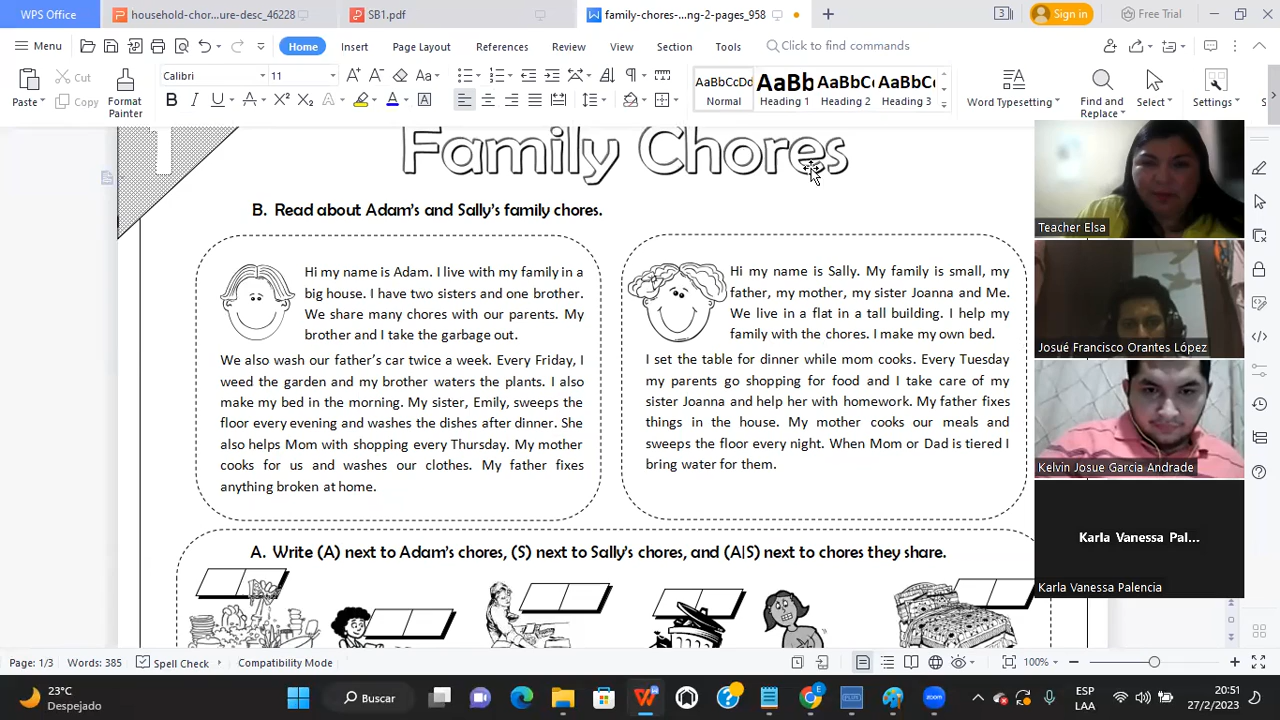 WPS Office
household-chor...ure-desc_46228
SB1.pdf
family-chores-...ng-2-pages_958
3
Sign in
Free Trial
Menu
Home
Insert
Page Layout
References
Review
View
Section
Tools
Click to find commands
Paste
Cut
Copy
Format Painter
Calibri
11
AaBbCcDd
Normal
AaBb
Heading 1
AaBbC
Heading 2
AaBbC
Heading 3
Word Typesetting
Find and Replace
Select
Settings
Family Chores
B. Read about Adam's and Sally's family chores.
Hi my name is Adam. I live with my family in a
big house. I have two sisters and one brother.
We share many chores with our parents. My
brother and I take the garbage out.
We also wash our father's car twice a week. Every Friday, I
weed the garden and my brother waters the plants. I also
make my bed in the morning. My sister, Emily, sweeps the
floor every evening and washes the dishes after dinner. She
also helps Mom with shopping every Thursday. My mother
cooks for us and washes our clothes. My father fixes
anything broken at home.
Hi my name is Sally. My family is small, my
father, my mother, my sister Joanna and Me.
We live in a flat in a tall building. I help my
family with the chores. I make my own bed.
I set the table for dinner while mom cooks. Every Tuesday
my parents go shopping for food and I take care of my
sister Joanna and help her with homework. My father fixes
things in the house. My mother cooks our meals and
sweeps the floor every night. When Mom or Dad is tiered I
bring water for them.
A. Write (A) next to Adam's chores, (S) next to Sally's chores, and (A|S) next to chores they share.
Teacher Elsa
Josué Francisco Orantes López
Kelvin Josue Garcia Andrade
Karla Vanessa Pal...
Karla Vanessa Palencia
Page: 1/3
Words: 385
Spell Check
Compatibility Mode
100%
23°C
Despejado
Buscar
ESP
LAA
20:51
27/2/2023